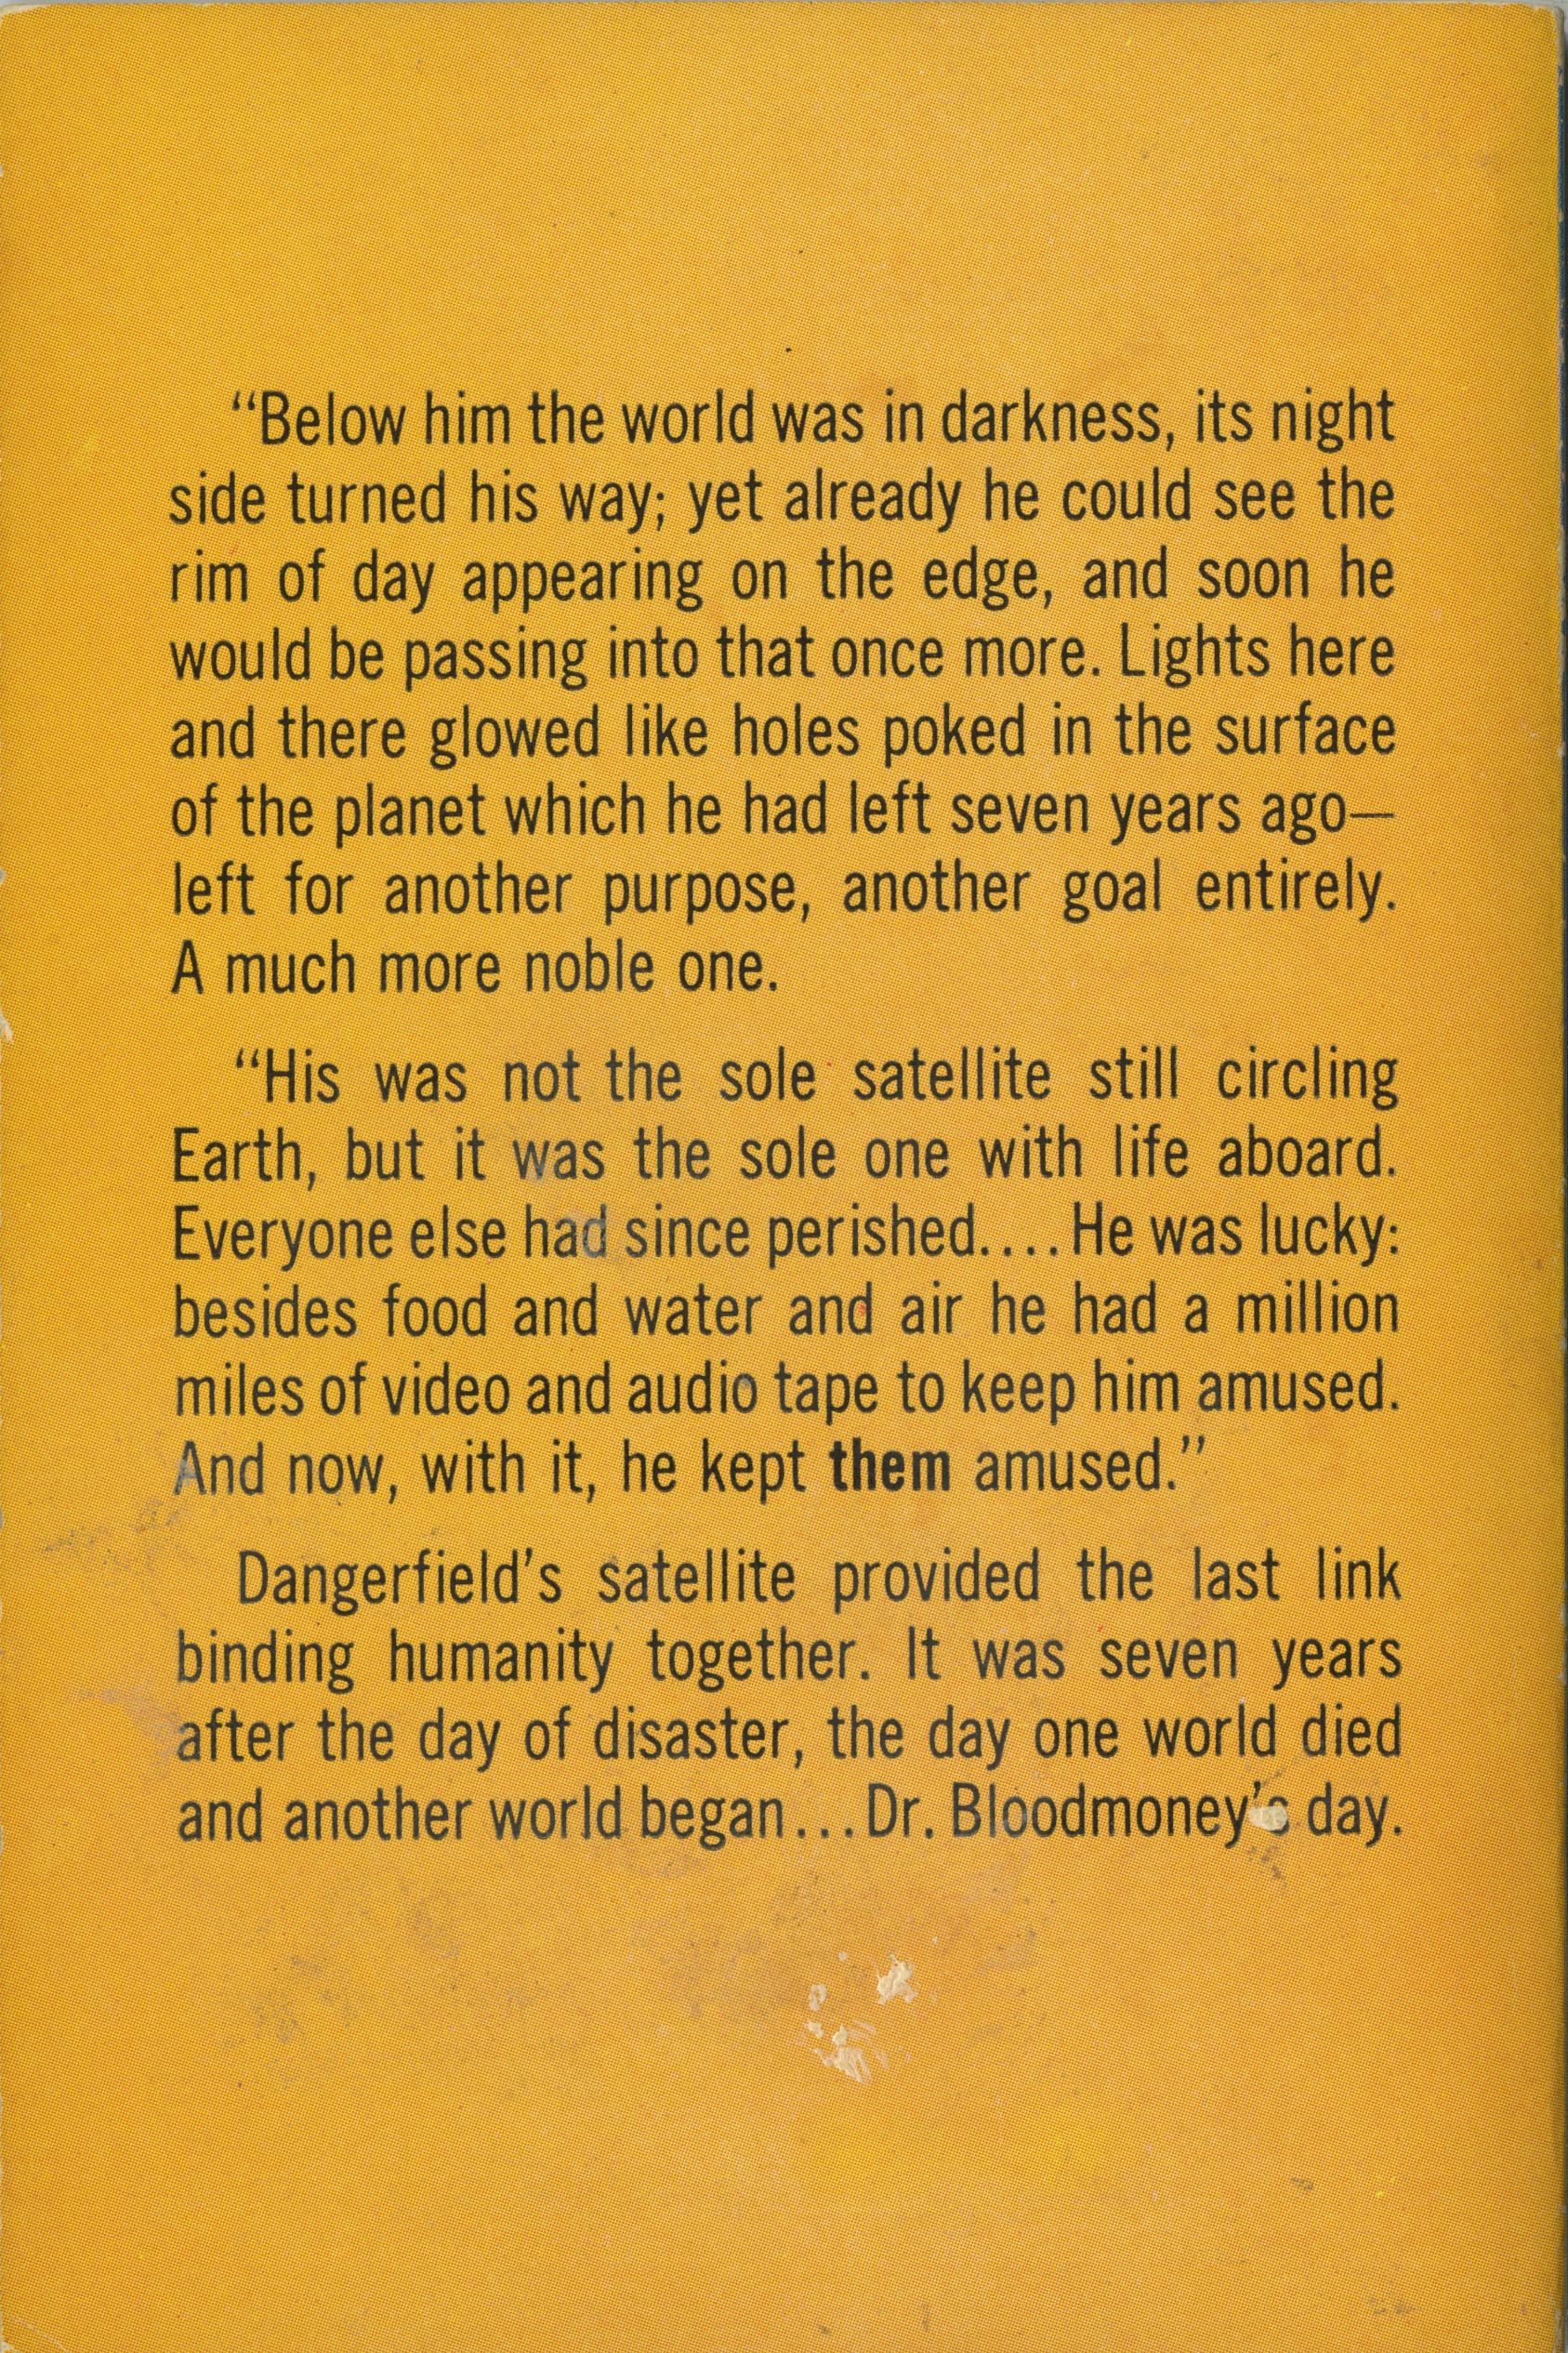 “Below him the world was in darkness, its night
side turned his way; yet already he could see the
rim of day appearing on the edge, and soon he
would be passing into that once more. Lights here
and there glowed like holes poked in the surface
of the planet which he had left seven years ago—
left for another purpose, another goal entirely.
A much more noble one.
“His was not the sole satellite still circling
Earth, but it was the sole one with life aboard.
Everyone else had since perished.... He was lucky:
besides food and water and air he had a million
miles of video and audio tape to keep him amused.
And now, with it, he kept them amused.”
Dangerfield’s satellite provided the last link
binding humanity together. It was seven years
after the day of disaster, the day one world died
and another world began...Dr. Bloodmoney’s day.